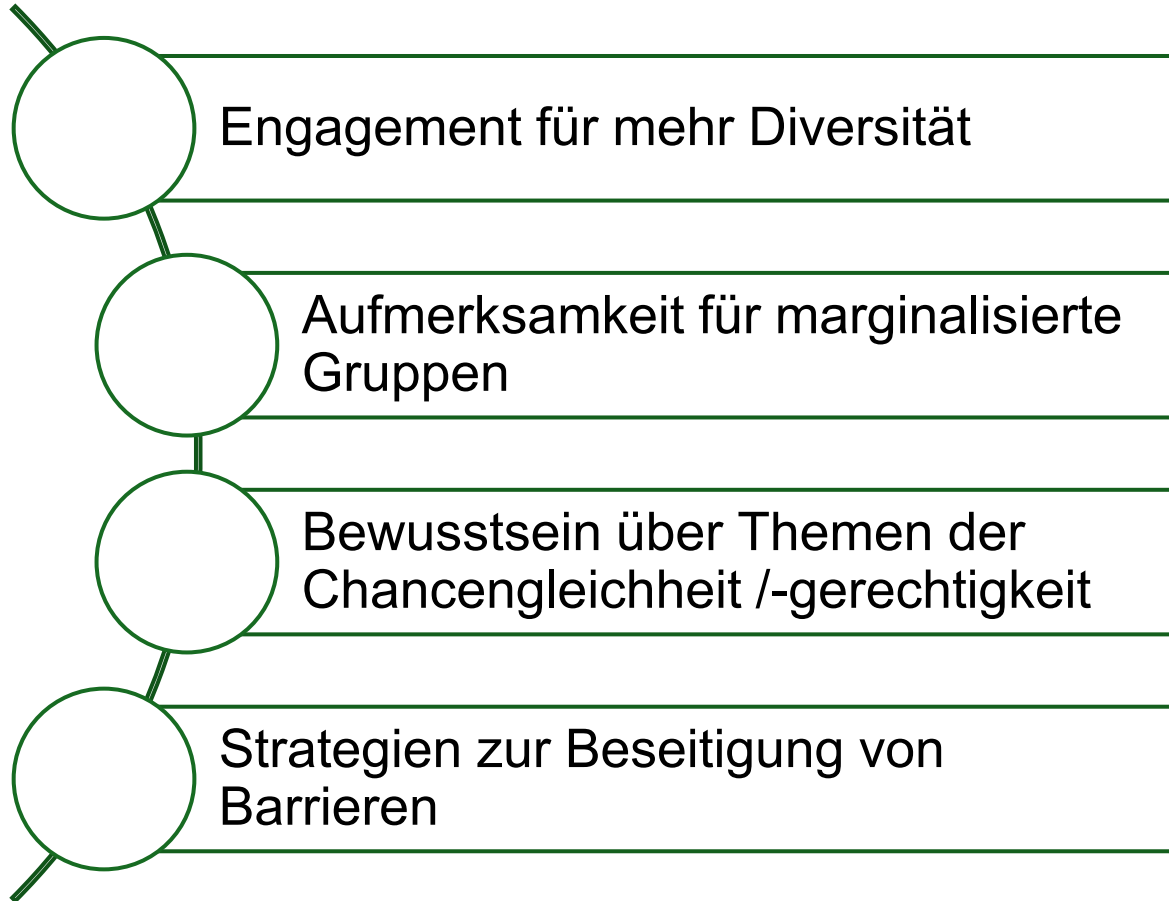 Engagement für mehr Diversität
Aufmerksamkeit für marginalisierte
Gruppen
Bewusstsein über Themen der
Chancengleichheit /-gerechtigkeit
Strategien zur Beseitigung von
Barrieren